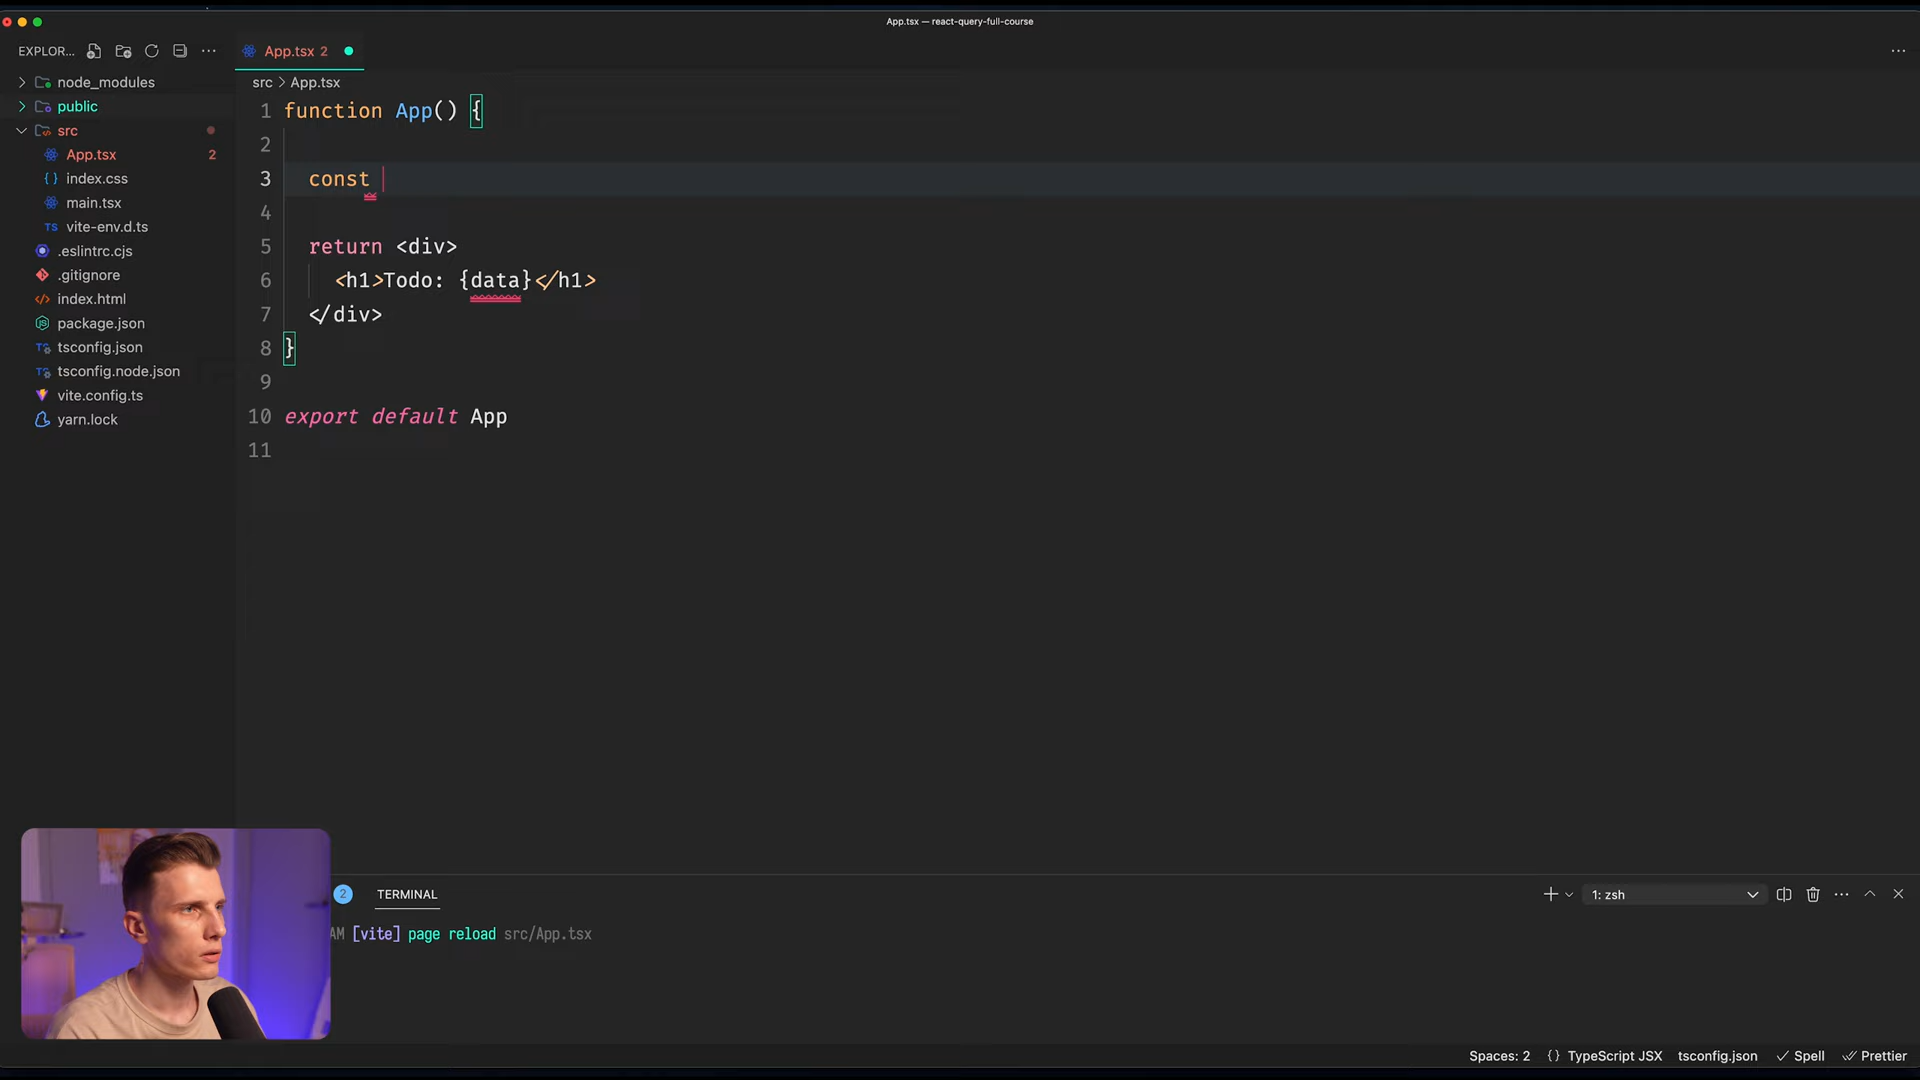 App.tsx — react-query-full-course
EXPLOR...
App.tsx 2
node_modules
src > App.tsx
public
src
App.tsx 2
index.css
main.tsx
TS vite-env.d.ts
.eslintrc.cjs
.gitignore
index.html
package.json
tsconfig.json
tsconfig.node.json
vite.config.ts
yarn.lock
1 function App() {
2
3 const
4
5 return <div>
6 <h1>Todo: {data}</h1>
7 </div>
8 }
9
10 export default App
11
2 TERMINAL
1: zsh
AM [vite] page reload src/App.tsx
Spaces: 2 {} TypeScript JSX tsconfig.json Spell Prettier